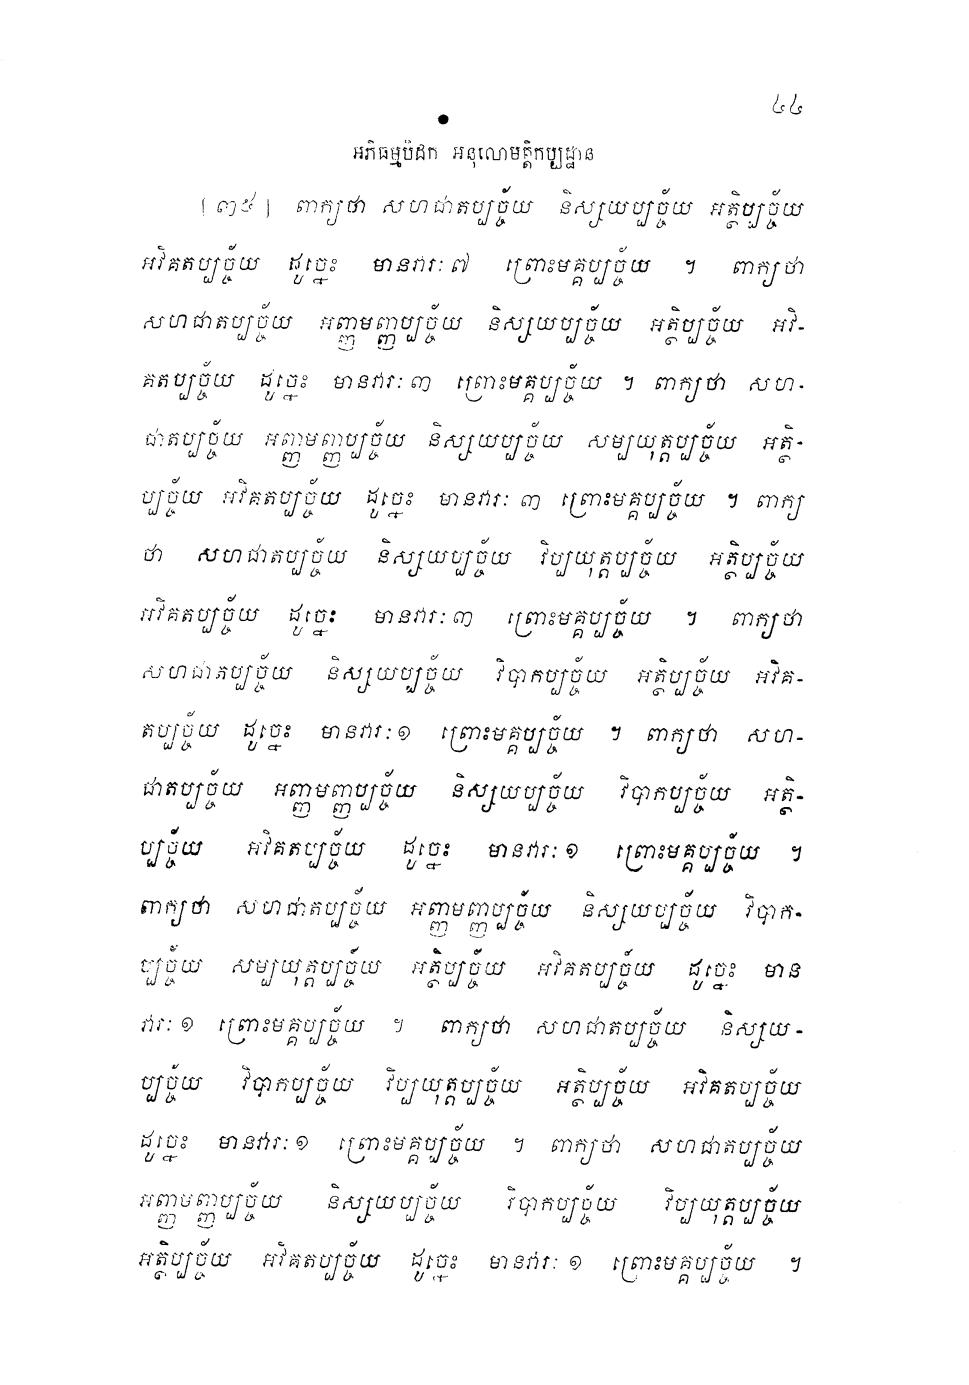 ៤៤
អភិធម្មបិដក អនុលោមត្តិកប្បដ្ឋាន
[៣៥] ពាក្យថា សហជាតប្បច្ច័យ និស្សយប្បច្ច័យ អត្ថិប្បច្ច័យ
អវិគតប្បច្ច័យ ដូច្នេះ មានវារៈ ៧ ព្រោះមគ្គប្បច្ច័យ ។ ពាក្យថា
សហជាតប្បច្ច័យ អញ្ញាមញ្ញប្បច្ច័យ និស្សយប្បច្ច័យ អត្ថិប្បច្ច័យ អវិ-
គតប្បច្ច័យ ដូច្នេះ មានវារៈ ៣ ព្រោះមគ្គប្បច្ច័យ ។ ពាក្យថា សហ-
ជាតប្បច្ច័យ អញ្ញាមញ្ញប្បច្ច័យ និស្សយប្បច្ច័យ សម្បយុត្តប្បច្ច័យ អត្ថិ-
ប្បច្ច័យ អវិគតប្បច្ច័យ ដូច្នេះ មានវារៈ ៣ ព្រោះមគ្គប្បច្ច័យ ។ ពាក្យ
ថា សហជាតប្បច្ច័យ និស្សយប្បច្ច័យ វិប្បយុត្តប្បច្ច័យ អត្ថិប្បច្ច័យ
អវិគតប្បច្ច័យ ដូច្នេះ មានវារៈ ៣ ព្រោះមគ្គប្បច្ច័យ ។ ពាក្យថា
សហជាតប្បច្ច័យ និស្សយប្បច្ច័យ វិបាកប្បច្ច័យ អត្ថិប្បច្ច័យ អវិគ-
តប្បច្ច័យ ដូច្នេះ មានវារៈ ១ ព្រោះមគ្គប្បច្ច័យ ។ ពាក្យថា សហ-
ជាតប្បច្ច័យ អញ្ញាមញ្ញប្បច្ច័យ និស្សយប្បច្ច័យ វិបាកប្បច្ច័យ អត្ថិ-
ប្បច្ច័យ អវិគតប្បច្ច័យ ដូច្នេះ មានវារៈ ១ ព្រោះមគ្គប្បច្ច័យ ។
ពាក្យថា សហជាតប្បច្ច័យ អញ្ញាមញ្ញប្បច្ច័យ និស្សយប្បច្ច័យ វិបាក-
ប្បច្ច័យ សម្បយុត្តប្បច្ច័យ អត្ថិប្បច្ច័យ អវិគតប្បច្ច័យ ដូច្នេះ មាន
វារៈ ១ ព្រោះមគ្គប្បច្ច័យ ។ ពាក្យថា សហជាតប្បច្ច័យ និស្សយ-
ប្បច្ច័យ វិបាកប្បច្ច័យ វិប្បយុត្តប្បច្ច័យ អត្ថិប្បច្ច័យ អវិគតប្បច្ច័យ
ដូច្នេះ មានវារៈ ១ ព្រោះមគ្គប្បច្ច័យ ។ ពាក្យថា សហជាតប្បច្ច័យ
អញ្ញាមញ្ញប្បច្ច័យ និស្សយប្បច្ច័យ វិបាកប្បច្ច័យ វិប្បយុត្តប្បច្ច័យ
អត្ថិប្បច្ច័យ អវិគតប្បច្ច័យ ដូច្នេះ មានវារៈ ១ ព្រោះមគ្គប្បច្ច័យ ។